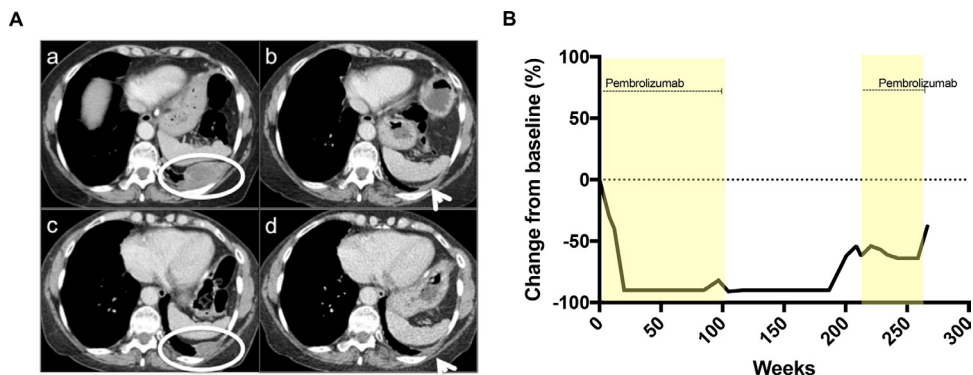 A
B
a
b
c
d
Pembrolizumab
Pembrolizumab
Change from baseline (%)
100
50
0
-50
-100
0
50
100
150
200
250
300
Weeks